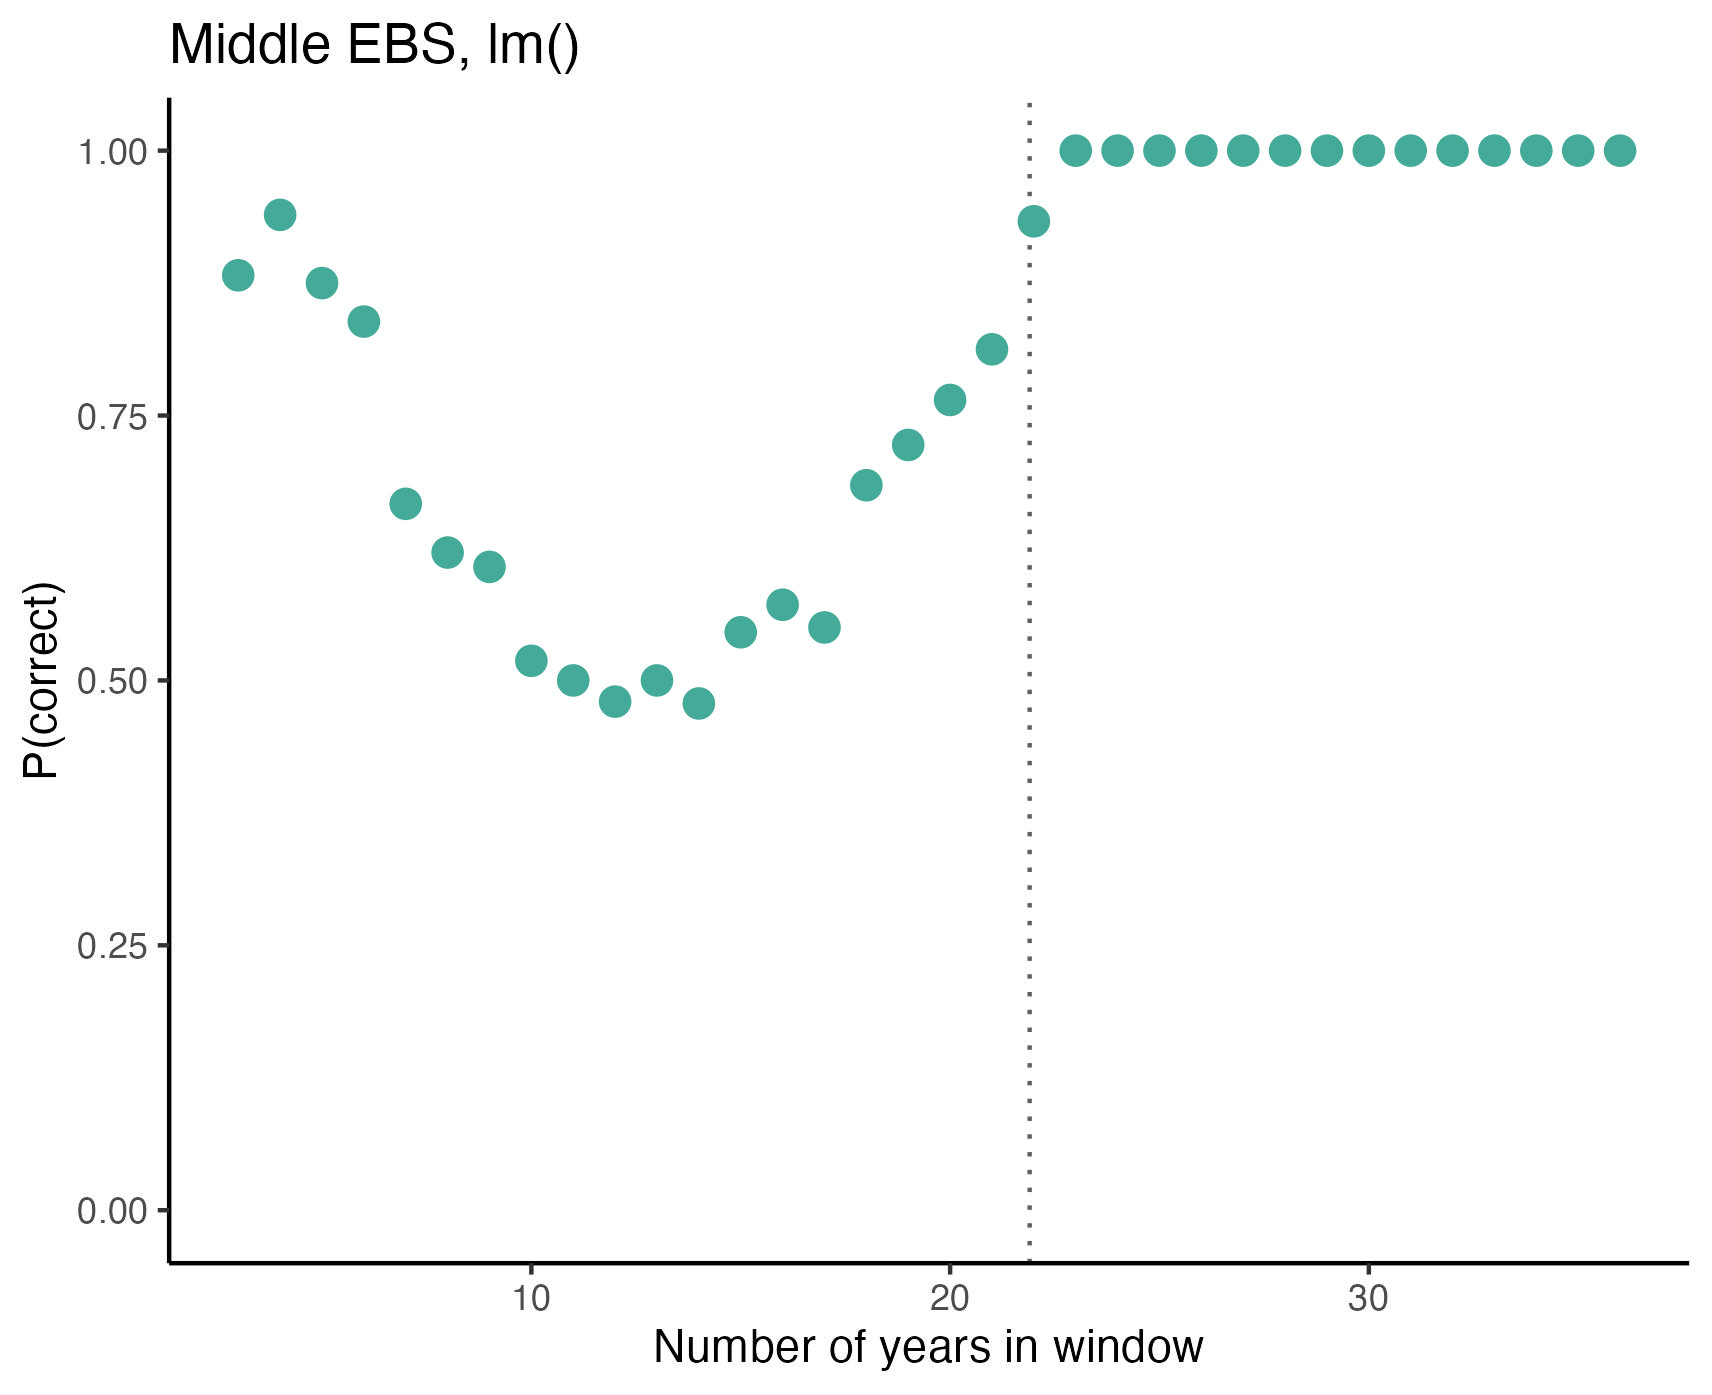 Middle EBS, lm()
1.00
0.75
0.50
0.25
0.00
P(correct)
10
20
30
Number of years in window